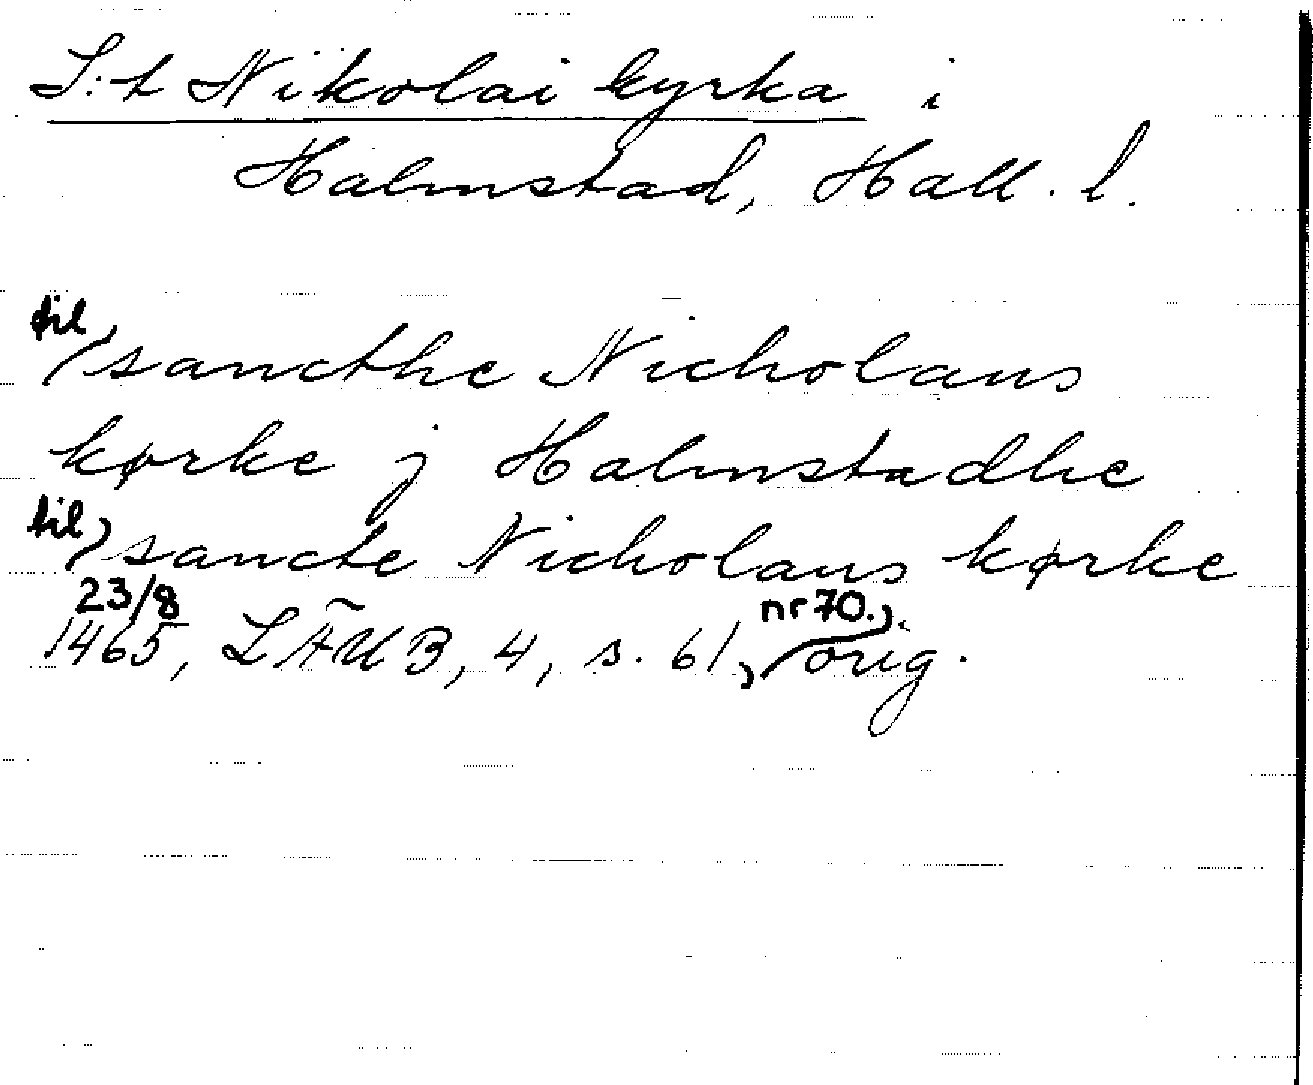 S:t Nikolai kyrka i
Halmstad, Hall. l.
til) sancthe Nicholaus
kørke j Halmstadhe
til) sancte Nicholaus kørke
23/8 1465, LÄUB, 4, s. 61, nr 70.), orig.